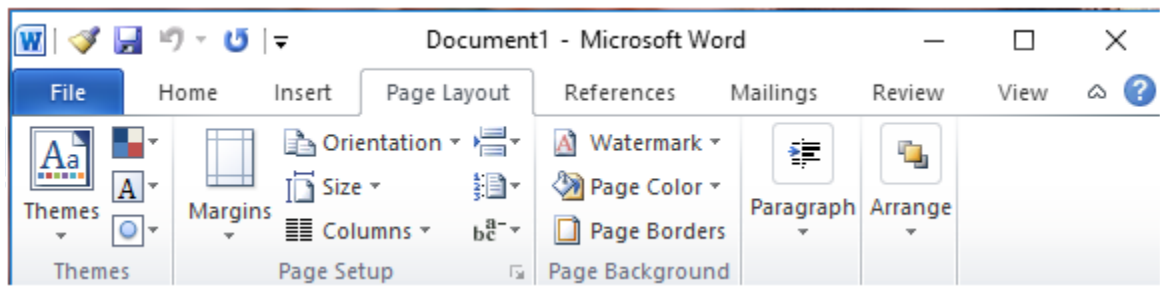 W Document1 - Microsoft Word
File Home Insert Page Layout References Mailings Review View ?
Aa Orientation Watermark
A Size Page Color
Themes Margins Columns bc a- Page Borders Paragraph Arrange
Themes Page Setup Page Background